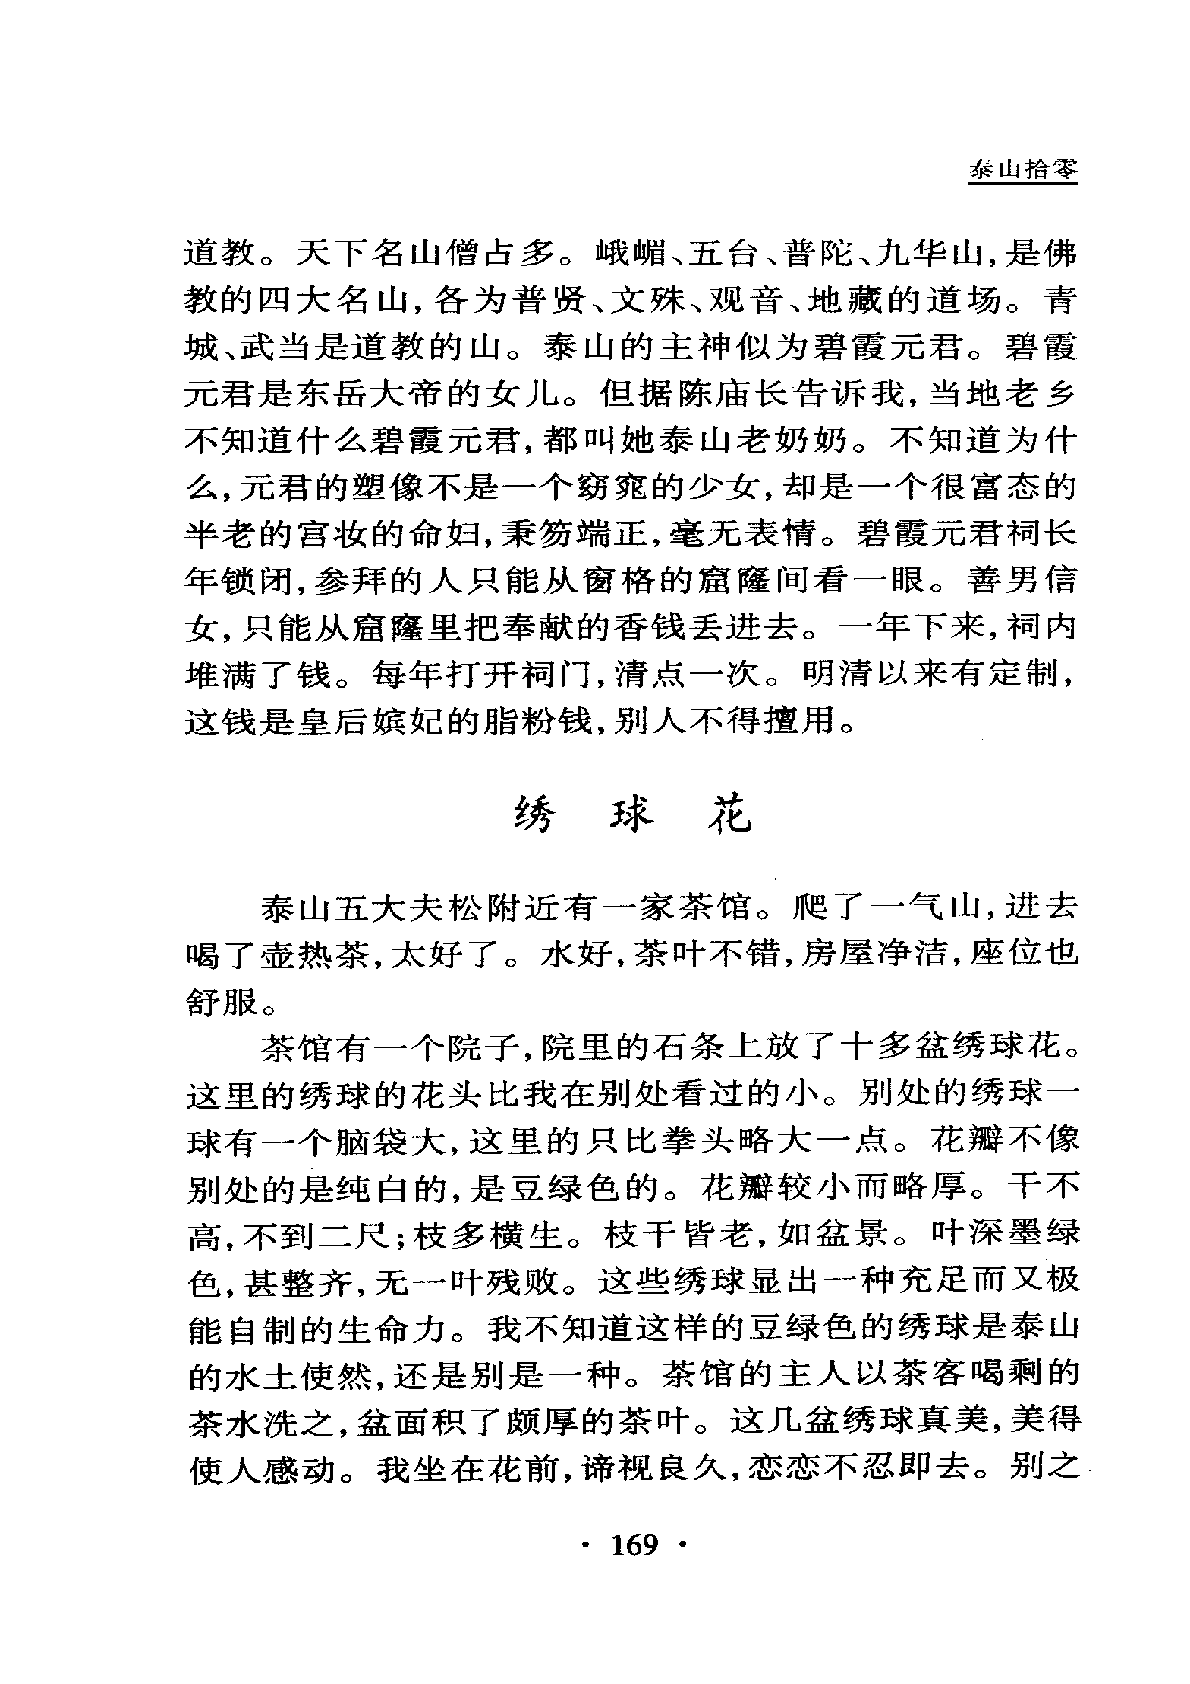 泰山拾零
道教。天下名山僧占多。峨嵋、五台、普陀、九华山,是佛
教的四大名山,各为普贤、文殊、观音、地藏的道场。青
城、武当是道教的山。泰山的主神似为碧霞元君。碧霞
元君是东岳大帝的女儿。但据陈庙长告诉我,当地老乡
不知道什么碧霞元君,都叫她泰山老奶奶。不知道为什
么,元君的塑像不是一个窈窕的少女,却是一个很富态的
半老的宫妆的命妇,秉笏端正,毫无表情。碧霞元君祠长
年锁闭,参拜的人只能从窗格的窟窿间看一眼。善男信
女,只能从窟窿里把奉献的香钱丢进去。一年下来,祠内
堆满了钱。每年打开祠门,清点一次。明清以来有定制,
这钱是皇后嫔妃的脂粉钱,别人不得擅用。
绣 球 花
泰山五大夫松附近有一家茶馆。爬了一气山,进去
喝了壶热茶,太好了。水好,茶叶不错,房屋净洁,座位也
舒服。
茶馆有一个院子,院里的石条上放了十多盆绣球花。
这里的绣球的花头比我在别处看过的小。别处的绣球一
球有一个脑袋大,这里的只比拳头略大一点。花瓣不像
别处的是纯白的,是豆绿色的。花瓣较小而略厚。干不
高,不到二尺;枝多横生。枝干皆老,如盆景。叶深墨绿
色,甚整齐,无一叶残败。这些绣球显出一种充足而又极
能自制的生命力。我不知道这样的豆绿色的绣球是泰山
的水土使然,还是别是一种。茶馆的主人以茶客喝剩的
茶水洗之,盆面积了颇厚的茶叶。这几盆绣球真美,美得
使人感动。我坐在花前,谛视良久,恋恋不忍即去。别之
· 169 ·